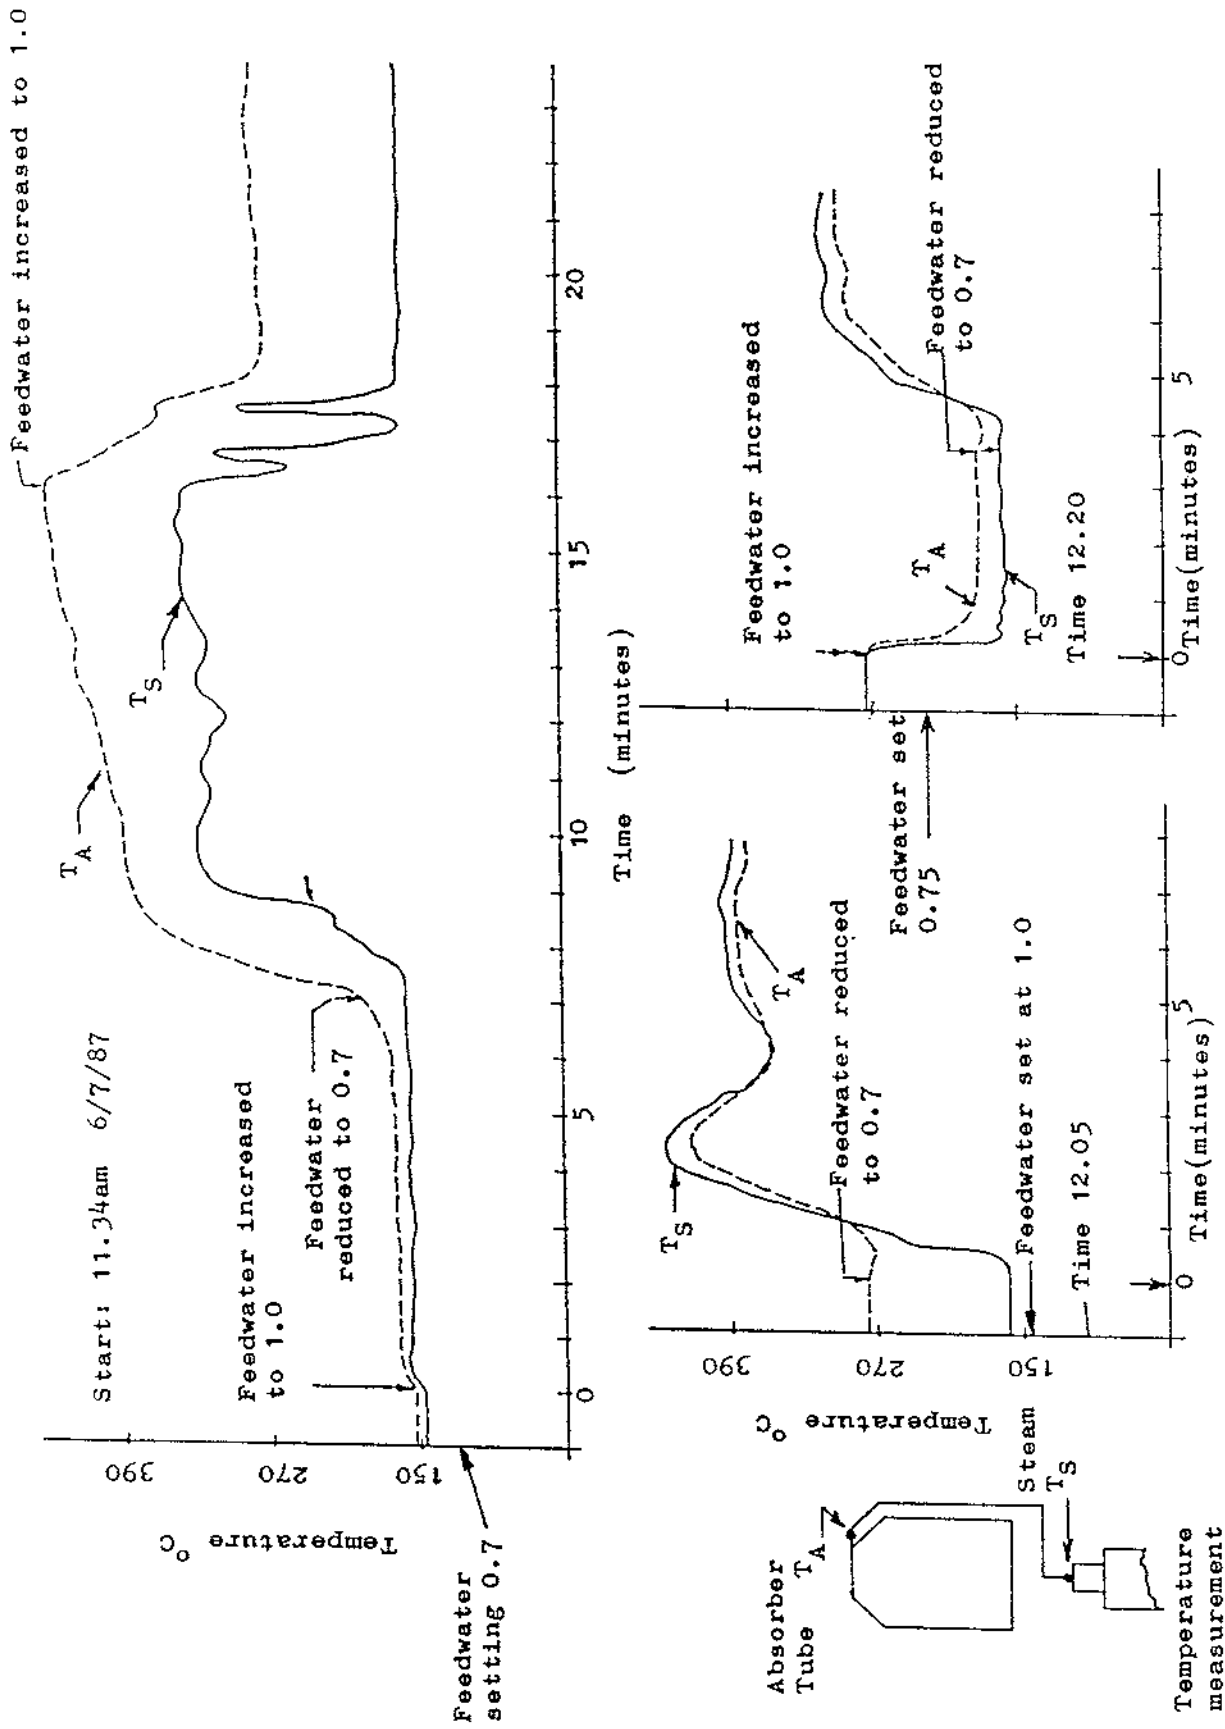 Feedwater increased to 1.0
Start: 11.34am 6/7/87
T_A
T_S
Feedwater increased
to 1.0
Feedwater
reduced to 0.7
Temperature °C
390
270
150
Feedwater
setting 0.7
0
5
10
15
20
Time (minutes)
T_S
T_A
Feedwater reduced
to 0.7
Feedwater set at 1.0
Time 12.05
Temperature °C
390
270
150
0
5
Time(minutes)
Feedwater increased
to 1.0
Feedwater reduced
to 0.7
T_A
T_S
Time 12.20
Feedwater set
0.75
0
5
Time(minutes)
Absorber
Tube
T_A
Steam
T_S
Temperature
measurement